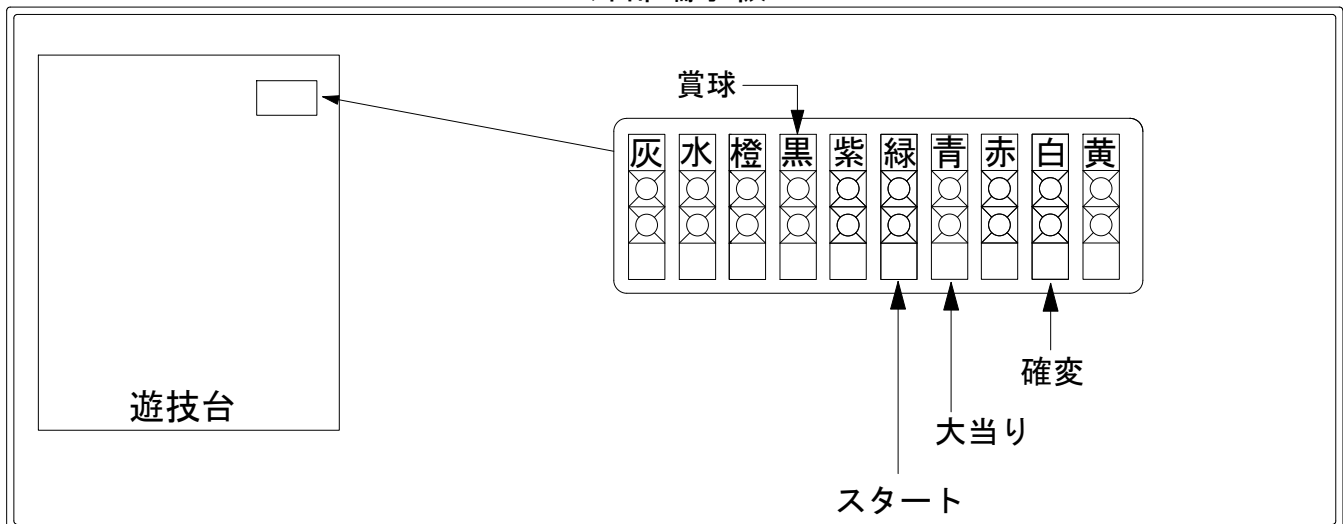 賞球
灰 水 橙 黒 紫 緑 青 赤 白 黄
確変
遊技台
大当り
スタート